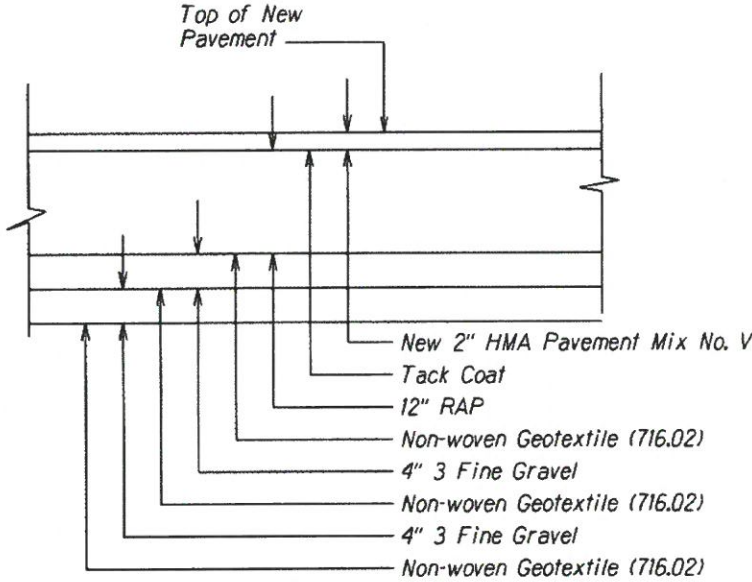 Top of New
Pavement
New 2" HMA Pavement Mix No. V
Tack Coat
12" RAP
Non-woven Geotextile (716.02)
4" 3 Fine Gravel
Non-woven Geotextile (716.02)
4" 3 Fine Gravel
Non-woven Geotextile (716.02)